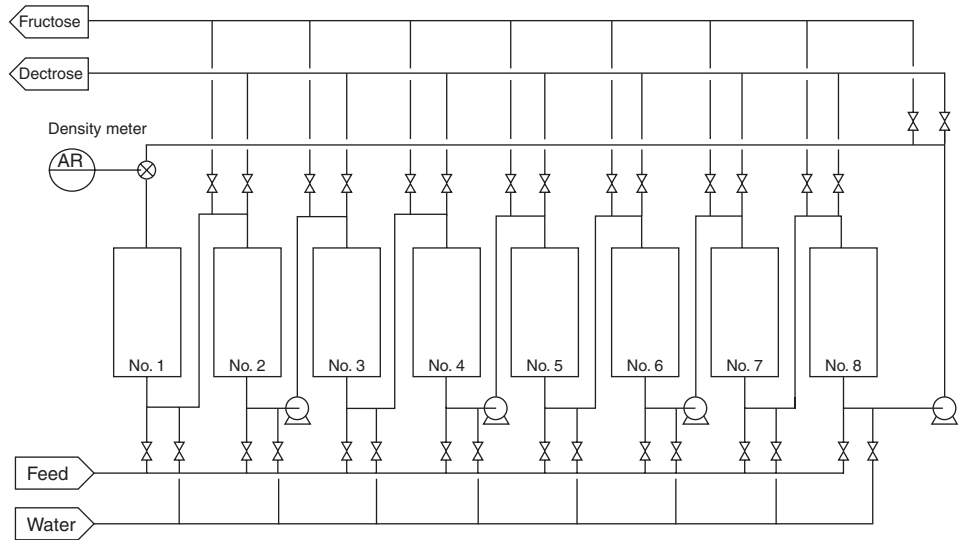 Fructose
Dectrose
Density meter
AR
No. 1
No. 2
No. 3
No. 4
No. 5
No. 6
No. 7
No. 8
Feed
Water